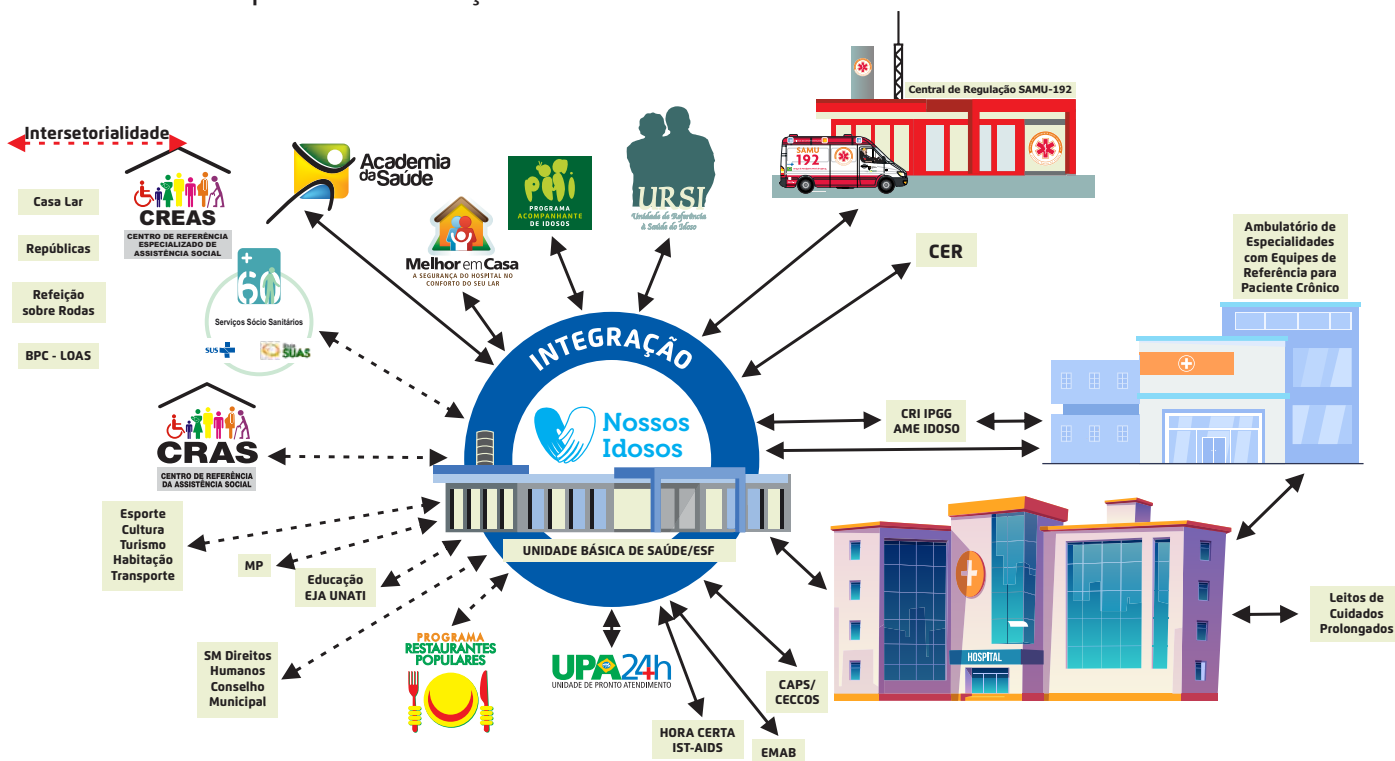 Intersetorialidade
Casa Lar
Repúblicas
Refeição
sobre Rodas
BPC - LOAS
CREAS
CENTRO DE REFERÊNCIA
ESPECIALIZADO DE
ASSISTÊNCIA SOCIAL
+
60
Serviços Sócio Sanitários
SUS
SUAS
CRAS
CENTRO DE REFERÊNCIA
DA ASSISTÊNCIA SOCIAL
Academia
da Saúde
Melhor em Casa
A SEGURANÇA DO HOSPITAL NO
CONFORTO DO SEU LAR
PAI
PROGRAMA
ACOMPANHANTE
DE IDOSOS
URSI
Unidade de Referência
à Saúde do Idoso
Central de Regulação SAMU-192
SAMU
192
CER
Ambulatório de
Especialidades
com Equipes de
Referência para
Paciente Crônico
CRI IPGG
AME IDOSO
INTEGRAÇÃO
Nossos
Idosos
UNIDADE BÁSICA DE SAÚDE/ESF
Esporte
Cultura
Turismo
Habitação
Transporte
MP
Educação
EJA UNATI
SM Direitos
Humanos
Conselho
Municipal
PROGRAMA
RESTAURANTES
POPULARES
UPA 24h
UNIDADE DE PRONTO ATENDIMENTO
HORA CERTA
IST-AIDS
EMAB
CAPS/
CECCOS
HOSPITAL
Leitos de
Cuidados
Prolongados